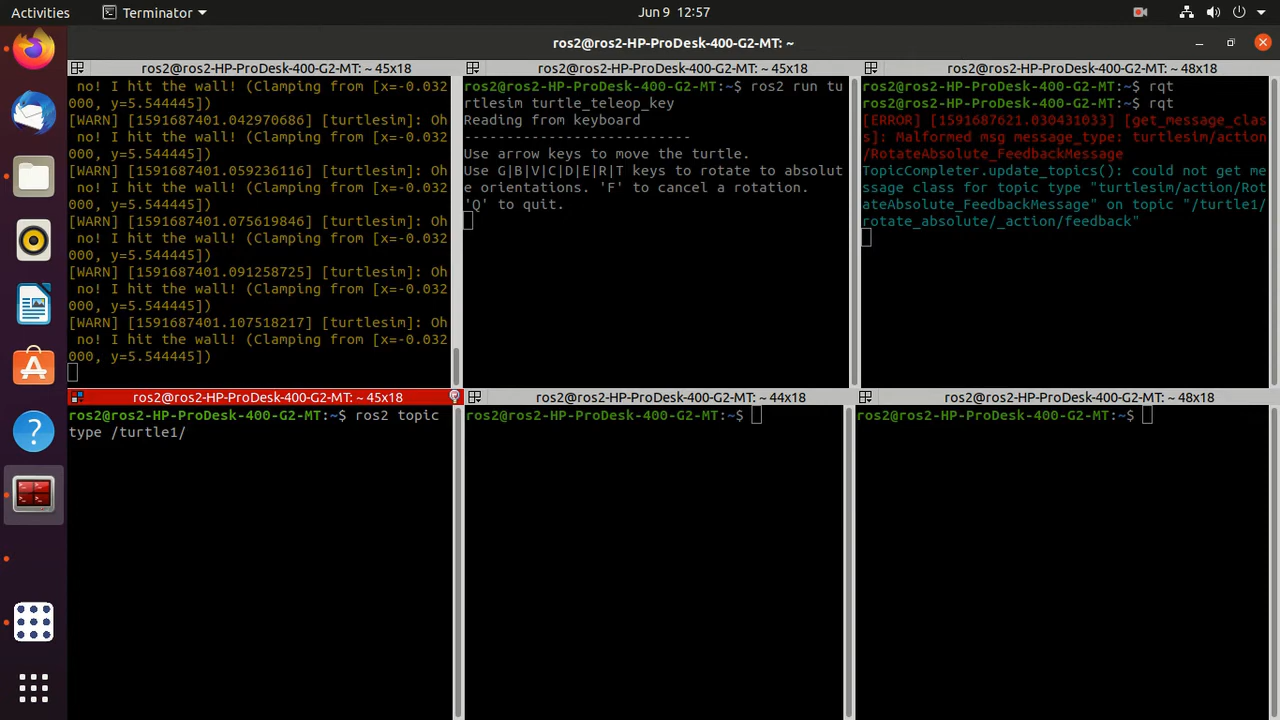 Activities
Terminator
Jun 9 12:57
ros2@ros2-HP-ProDesk-400-G2-MT: ~
ros2@ros2-HP-ProDesk-400-G2-MT: ~ 45x18
no! I hit the wall! (Clamping from [x=-0.032
000, y=5.544445])
[WARN] [1591687401.042970686] [turtlesim]: Oh
no! I hit the wall! (Clamping from [x=-0.032
000, y=5.544445])
[WARN] [1591687401.059236116] [turtlesim]: Oh
no! I hit the wall! (Clamping from [x=-0.032
000, y=5.544445])
[WARN] [1591687401.075619846] [turtlesim]: Oh
no! I hit the wall! (Clamping from [x=-0.032
000, y=5.544445])
[WARN] [1591687401.091258725] [turtlesim]: Oh
no! I hit the wall! (Clamping from [x=-0.032
000, y=5.544445])
[WARN] [1591687401.107518217] [turtlesim]: Oh
no! I hit the wall! (Clamping from [x=-0.032
000, y=5.544445])
ros2@ros2-HP-ProDesk-400-G2-MT: ~ 45x18
ros2@ros2-HP-ProDesk-400-G2-MT:~$ ros2 run tu
rtlesim turtle_teleop_key
Reading from keyboard
---------------------------
Use arrow keys to move the turtle.
Use G|B|V|C|D|E|R|T keys to rotate to absolut
e orientations. 'F' to cancel a rotation.
'Q' to quit.
ros2@ros2-HP-ProDesk-400-G2-MT: ~ 48x18
ros2@ros2-HP-ProDesk-400-G2-MT:~$ rqt
ros2@ros2-HP-ProDesk-400-G2-MT:~$ rqt
[ERROR] [1591687621.030431033] [get_message_clas
s]: Malformed msg message_type: turtlesim/action
/RotateAbsolute_FeedbackMessage
TopicCompleter.update_topics(): could not get me
ssage class for topic type "turtlesim/action/Rot
ateAbsolute_FeedbackMessage" on topic "/turtle1/
rotate_absolute/_action/feedback"
ros2@ros2-HP-ProDesk-400-G2-MT: ~ 45x18
ros2@ros2-HP-ProDesk-400-G2-MT:~$ ros2 topic
type /turtle1/
ros2@ros2-HP-ProDesk-400-G2-MT: ~ 44x18
ros2@ros2-HP-ProDesk-400-G2-MT:~$
ros2@ros2-HP-ProDesk-400-G2-MT: ~ 48x18
ros2@ros2-HP-ProDesk-400-G2-MT:~$